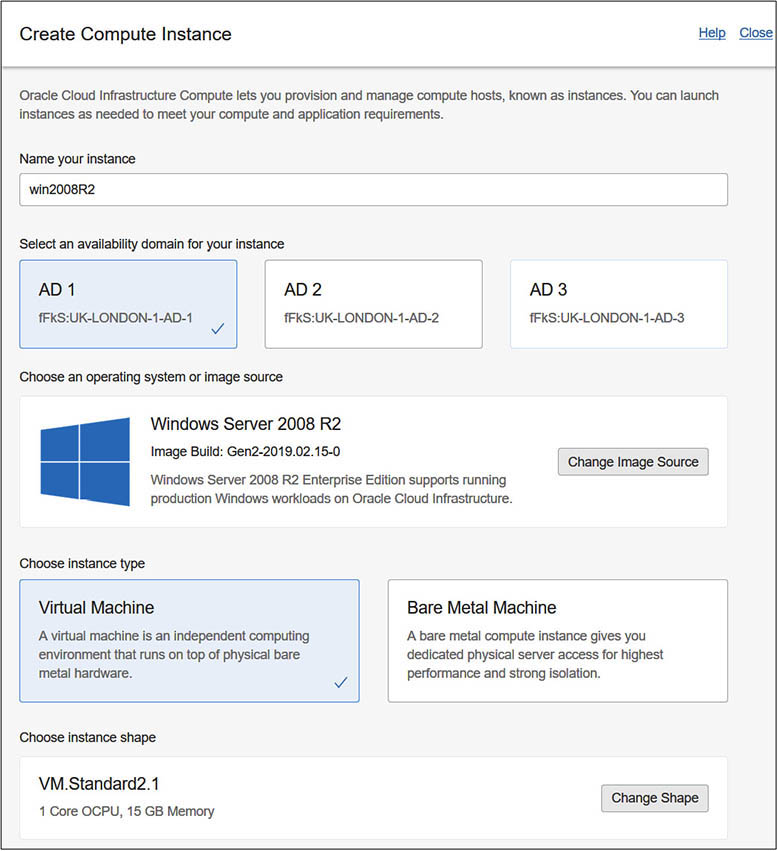 Create Compute Instance
Help Close
Oracle Cloud Infrastructure Compute lets you provision and manage compute hosts, known as instances. You can launch
instances as needed to meet your compute and application requirements.
Name your instance
win2008R2
Select an availability domain for your instance
AD 1
fFkS:UK-LONDON-1-AD-1
AD 2
fFkS:UK-LONDON-1-AD-2
AD 3
fFkS:UK-LONDON-1-AD-3
Choose an operating system or image source
Windows Server 2008 R2
Image Build: Gen2-2019.02.15-0
Windows Server 2008 R2 Enterprise Edition supports running
production Windows workloads on Oracle Cloud Infrastructure.
Change Image Source
Choose instance type
Virtual Machine
A virtual machine is an independent computing
environment that runs on top of physical bare
metal hardware.
Bare Metal Machine
A bare metal compute instance gives you
dedicated physical server access for highest
performance and strong isolation.
Choose instance shape
VM.Standard2.1
1 Core OCPU, 15 GB Memory
Change Shape